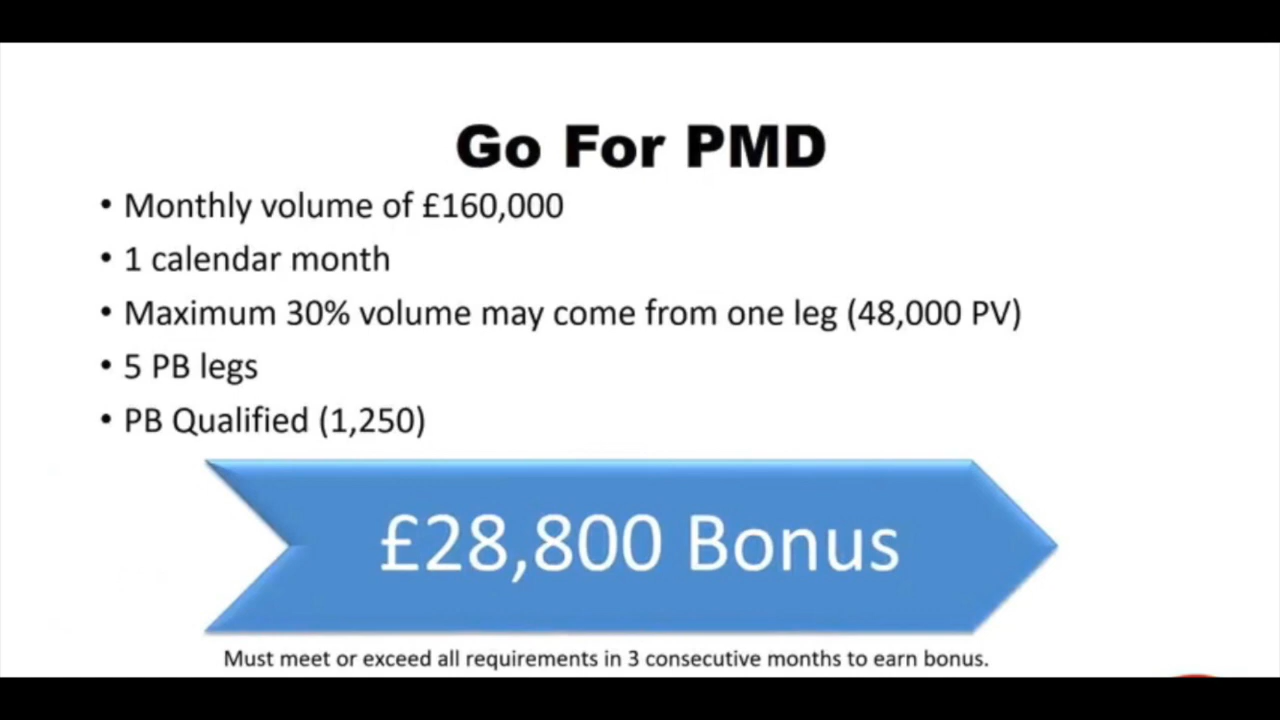 Go For PMD
• Monthly volume of £160,000
• 1 calendar month
• Maximum 30% volume may come from one leg (48,000 PV)
• 5 PB legs
• PB Qualified (1,250)
£28,800 Bonus
Must meet or exceed all requirements in 3 consecutive months to earn bonus.